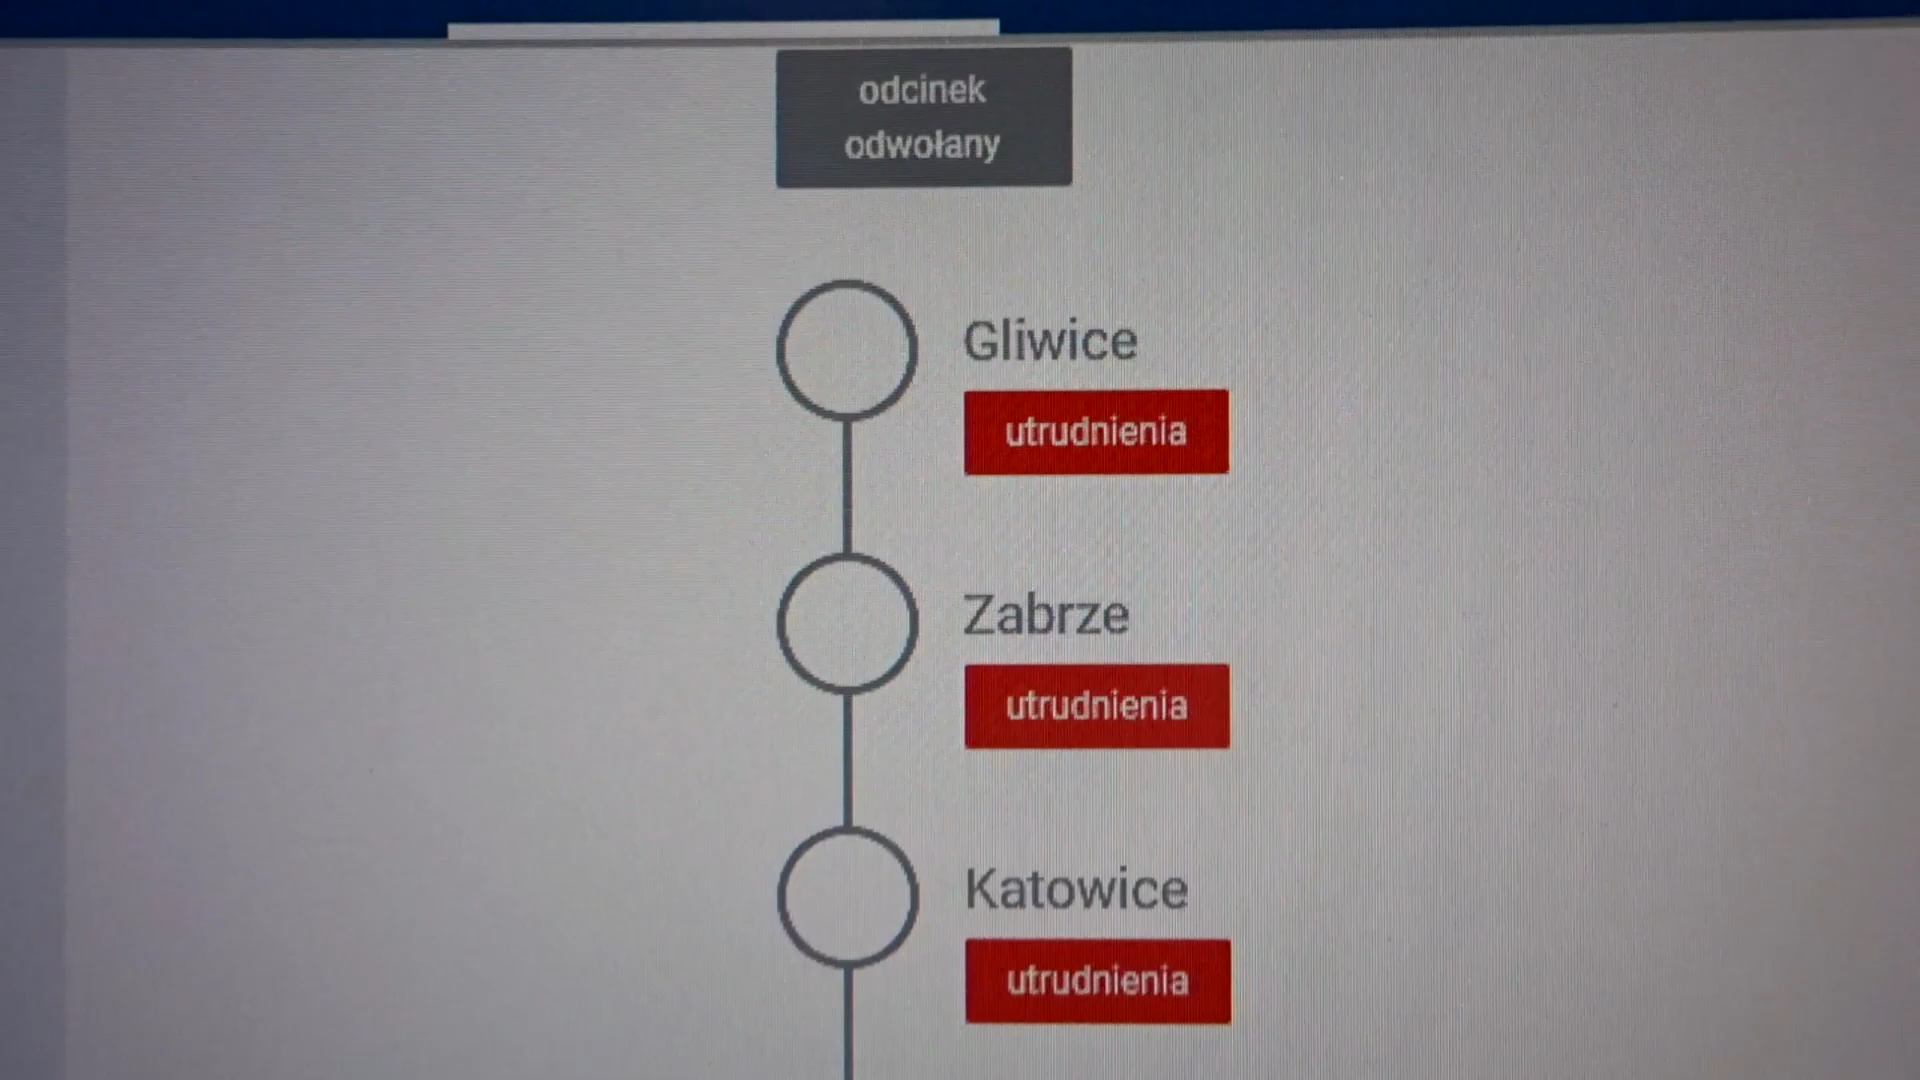 odcinek
odwołany
Gliwice
utrudnienia
Zabrze
utrudnienia
Katowice
utrudnienia